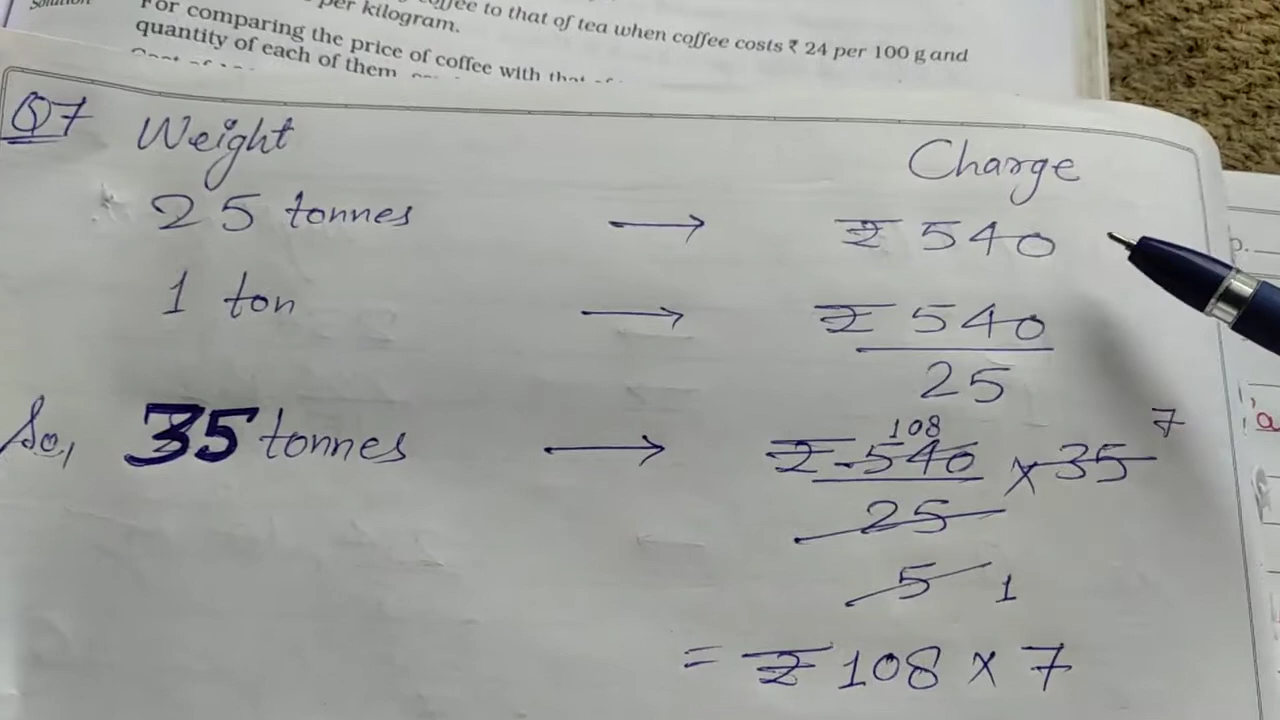 Solution
coffee to that of tea when coffee costs ₹ 24 per 100 g and
per kilogram.
For comparing the price of coffee with that of
quantity of each of them
Q7 Weight Charge
25 tonnes → ₹ 540
1 ton → ₹ 540
25
108 7
So, 35 tonnes → ₹ 540 × 35
25
5 1
= ₹ 108 × 7
a